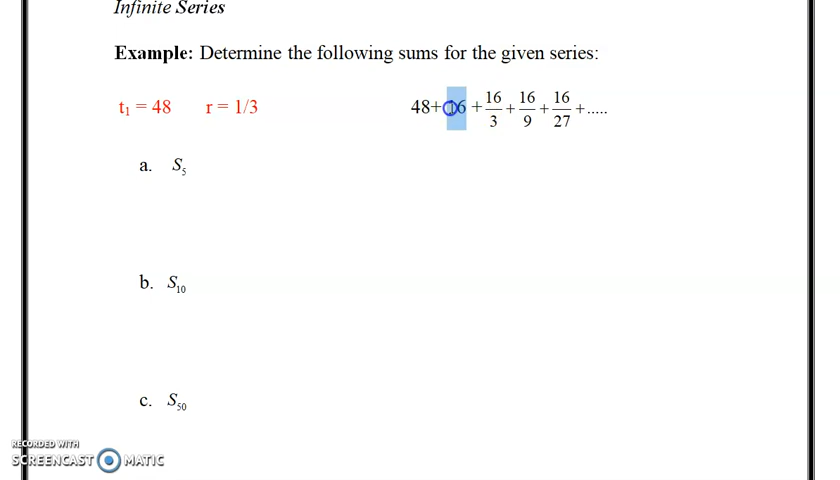 Infinite Series
Example: Determine the following sums for the given series:
t₁ = 48 r = 1/3 48+16+16/3+16/9+16/27+.....
a. S₅
b. S₁₀
c. S₅₀
RECORDED WITH
SCREENCAST MATIC